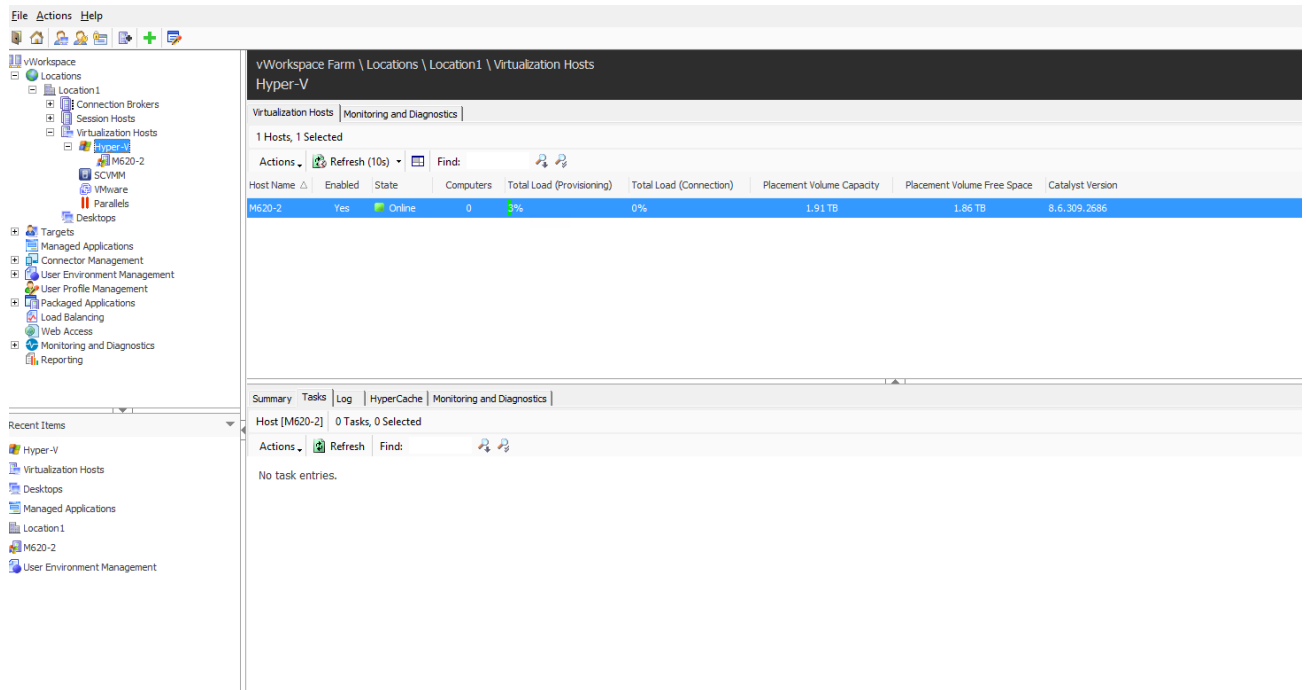 File Actions Help
vWorkspace
Locations
Location1
Connection Brokers
Session Hosts
Virtualization Hosts
Hyper-V
M620-2
SCVMM
VMware
Parallels
Desktops
Targets
Managed Applications
Connector Management
User Environment Management
User Profile Management
Packaged Applications
Load Balancing
Web Access
Monitoring and Diagnostics
Reporting
Recent Items
Hyper-V
Virtualization Hosts
Desktops
Managed Applications
Location1
M620-2
User Environment Management
vWorkspace Farm \ Locations \ Location1 \ Virtualization Hosts
Hyper-V
Virtualization Hosts Monitoring and Diagnostics
1 Hosts, 1 Selected
Actions Refresh (10s) Find:
Host Name Enabled State Computers Total Load (Provisioning) Total Load (Connection) Placement Volume Capacity Placement Volume Free Space Catalyst Version
M620-2 Yes Online 0 3% 0% 1.91 TB 1.86 TB 8.6.309.2686
Summary Tasks Log HyperCache Monitoring and Diagnostics
Host [M620-2] 0 Tasks, 0 Selected
Actions Refresh Find:
No task entries.